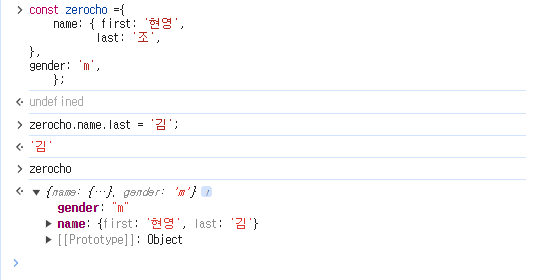 const zerocho ={
name: { first: '현영',
last: '조',
},
gender: 'm',
};
undefined
zerocho.name.last = '김';
'김'
zerocho
{name: {…}, gender: 'm'} i
gender: "m"
name: {first: '현영', last: '김'}
[[Prototype]]: Object